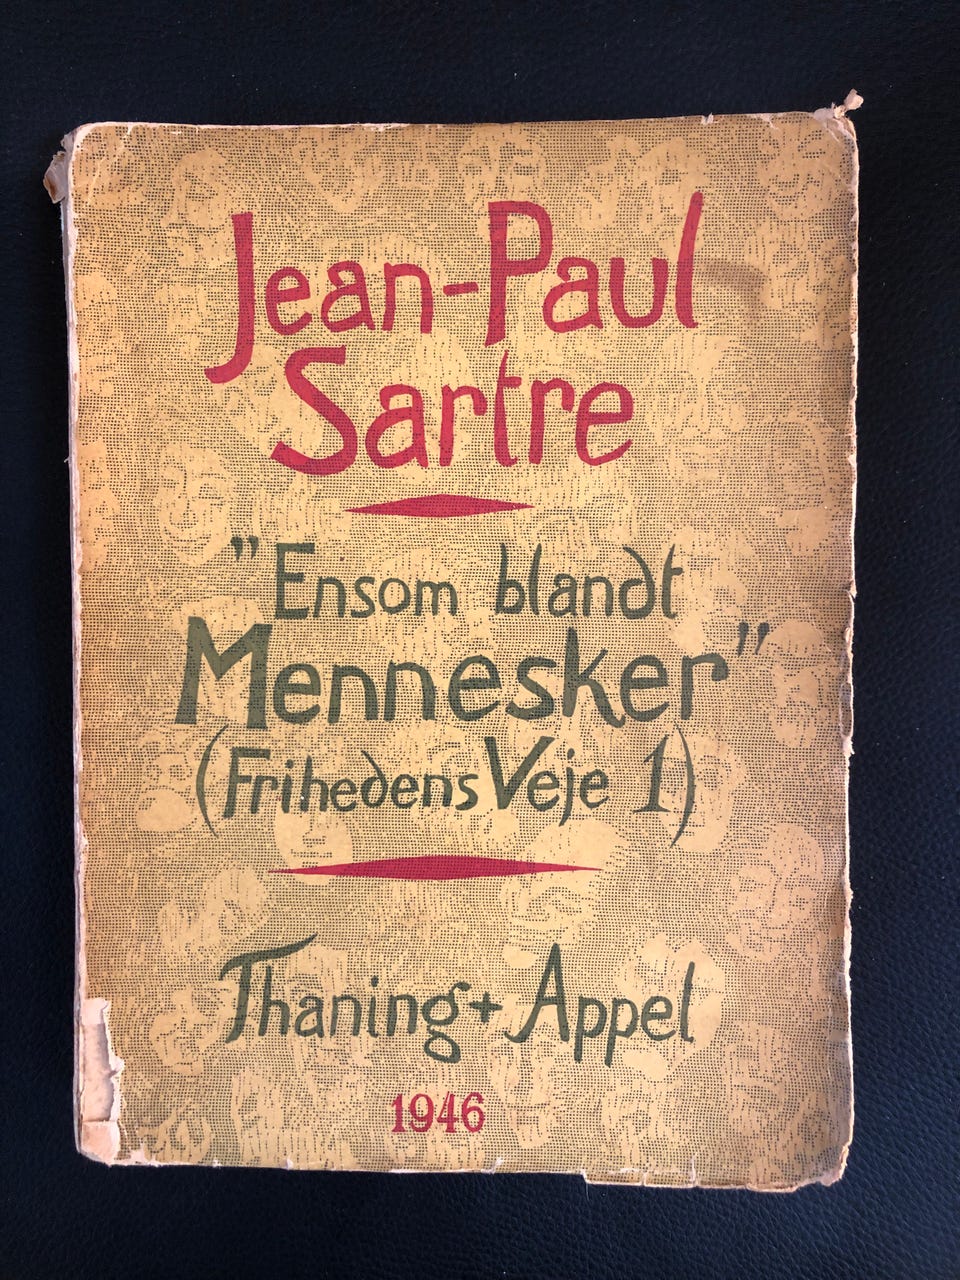 Jean-Paul
Sartre
"Ensom blandt
Mennesker"
(Frihedens Veje 1)
Thaning + Appel
1946